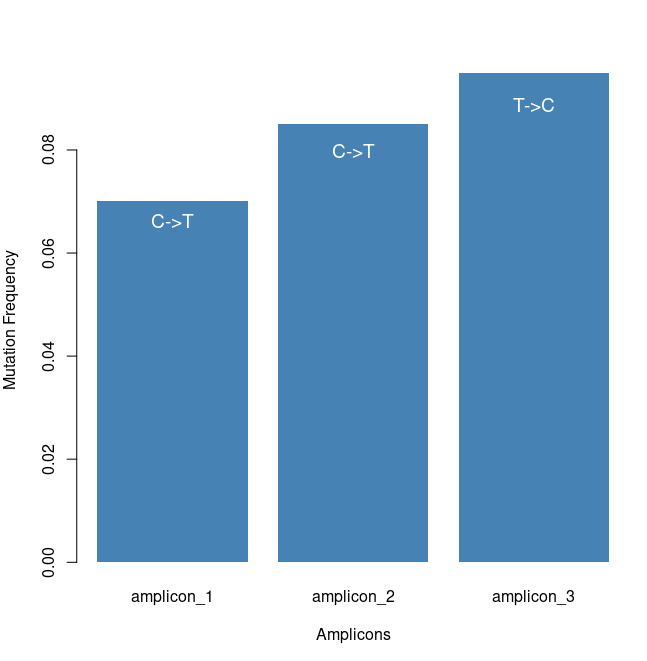 Mutation Frequency
0.08
0.06
0.04
0.02
0.00
C->T
C->T
T->C
amplicon_1
amplicon_2
amplicon_3
Amplicons